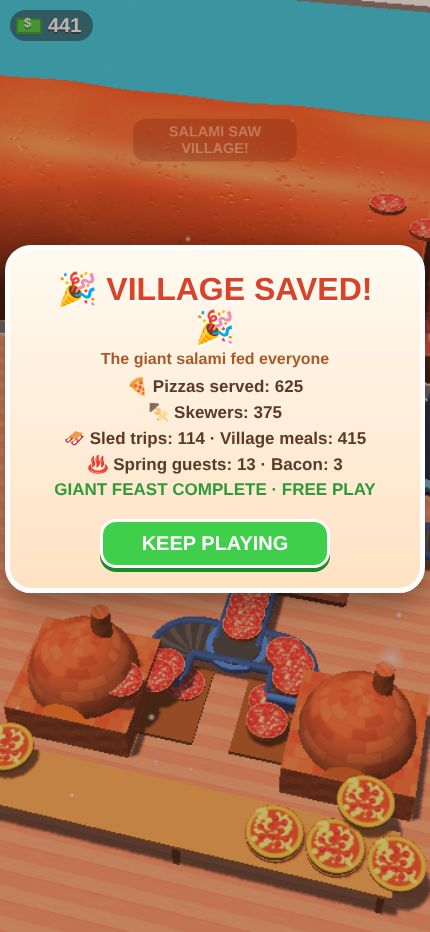 441
SALAMI SAW
VILLAGE!
🎉 VILLAGE SAVED!
🎉
The giant salami fed everyone
🍕 Pizzas served: 625
🍢 Skewers: 375
🛷 Sled trips: 114 · Village meals: 415
♨️ Spring guests: 13 · Bacon: 3
GIANT FEAST COMPLETE · FREE PLAY
KEEP PLAYING